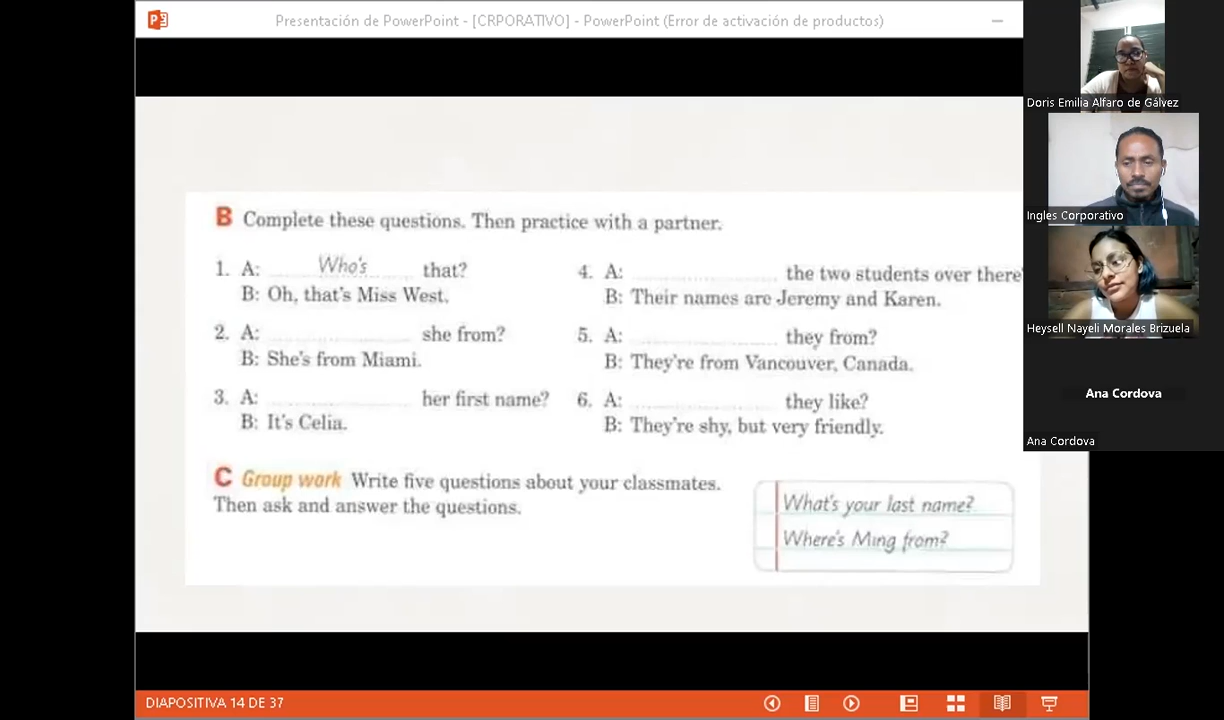 Presentación de PowerPoint - [CRPORATIVO] - PowerPoint (Error de activación de productos)
B Complete these questions. Then practice with a partner.
1. A: Who's that?
B: Oh, that's Miss West.
2. A: she from?
B: She's from Miami.
3. A: her first name?
B: It's Celia.
4. A: the two students over there
B: Their names are Jeremy and Karen.
5. A: they from?
B: They're from Vancouver, Canada.
6. A: they like?
B: They're shy, but very friendly.
C Group work Write five questions about your classmates.
Then ask and answer the questions.
What's your last name?
Where's Ming from?
DIAPOSITIVA 14 DE 37
Doris Emilia Alfaro de Gálvez
Ingles Corporativo
Heysell Nayeli Morales Brizuela
Ana Cordova
Ana Cordova